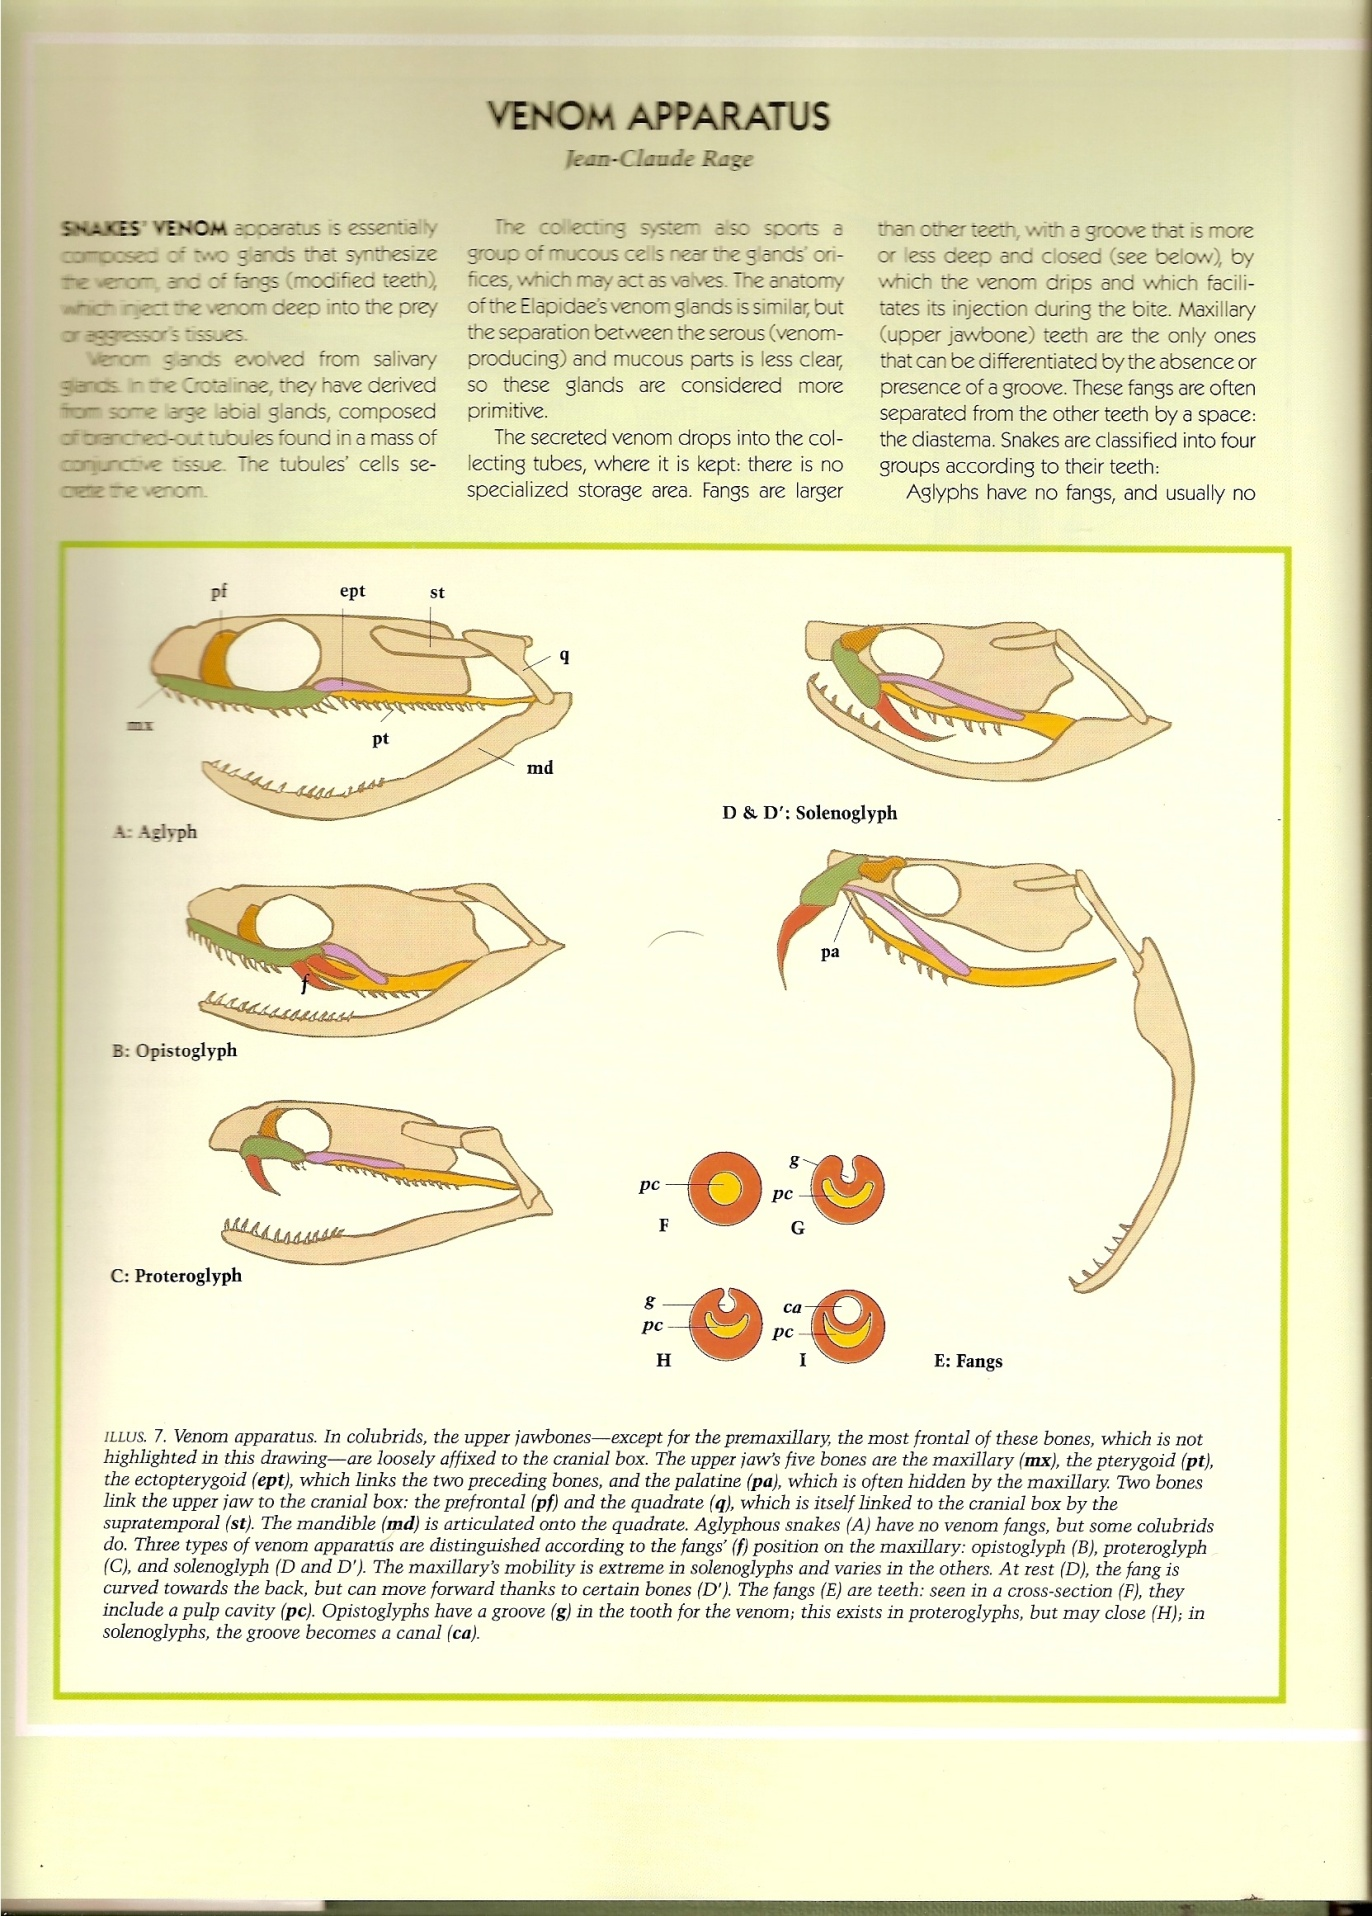 VENOM APPARATUS
Jean-Claude Rage
SNAKES' VENOM apparatus is essentially
composed of two glands that synthesize
the venom, and of fangs (modified teeth),
which inject the venom deep into the prey
or aggressor's tissues.
Venom glands evolved from salivary
glands. In the Crotalinae, they have derived
from some large labial glands, composed
of branched-out tubules found in a mass of
conjunctive tissue. The tubules' cells se-
crete the venom.
The collecting system also sports a
group of mucous cells near the glands' ori-
fices, which may act as valves. The anatomy
of the Elapidae's venom glands is similar, but
the separation between the serous (venom-
producing) and mucous parts is less clear,
so these glands are considered more
primitive.
The secreted venom drops into the col-
lecting tubes, where it is kept: there is no
specialized storage area. Fangs are larger
than other teeth, with a groove that is more
or less deep and closed (see below), by
which the venom drips and which facili-
tates its injection during the bite. Maxillary
(upper jawbone) teeth are the only ones
that can be differentiated by the absence or
presence of a groove. These fangs are often
separated from the other teeth by a space:
the diastema. Snakes are classified into four
groups according to their teeth:
Aglyphs have no fangs, and usually no
pf ept st
q
mx
pt
md
A: Aglyph
D & D′: Solenoglyph
f
B: Opistoglyph
pa
C: Proteroglyph
pc
F
g
pc
G
g
pc
H
ca
pc
I
E: Fangs
ILLUS. 7. Venom apparatus. In colubrids, the upper jawbones—except for the premaxillary, the most frontal of these bones, which is not
highlighted in this drawing—are loosely affixed to the cranial box. The upper jaw's five bones are the maxillary (mx), the pterygoid (pt),
the ectopterygoid (ept), which links the two preceding bones, and the palatine (pa), which is often hidden by the maxillary. Two bones
link the upper jaw to the cranial box: the prefrontal (pf) and the quadrate (q), which is itself linked to the cranial box by the
supratemporal (st). The mandible (md) is articulated onto the quadrate. Aglyphous snakes (A) have no venom fangs, but some colubrids
do. Three types of venom apparatus are distinguished according to the fangs' (f) position on the maxillary: opistoglyph (B), proteroglyph
(C), and solenoglyph (D and D'). The maxillary's mobility is extreme in solenoglyphs and varies in the others. At rest (D), the fang is
curved towards the back, but can move forward thanks to certain bones (D'). The fangs (E) are teeth: seen in a cross-section (F), they
include a pulp cavity (pc). Opistoglyphs have a groove (g) in the tooth for the venom; this exists in proteroglyphs, but may close (H); in
solenoglyphs, the groove becomes a canal (ca).